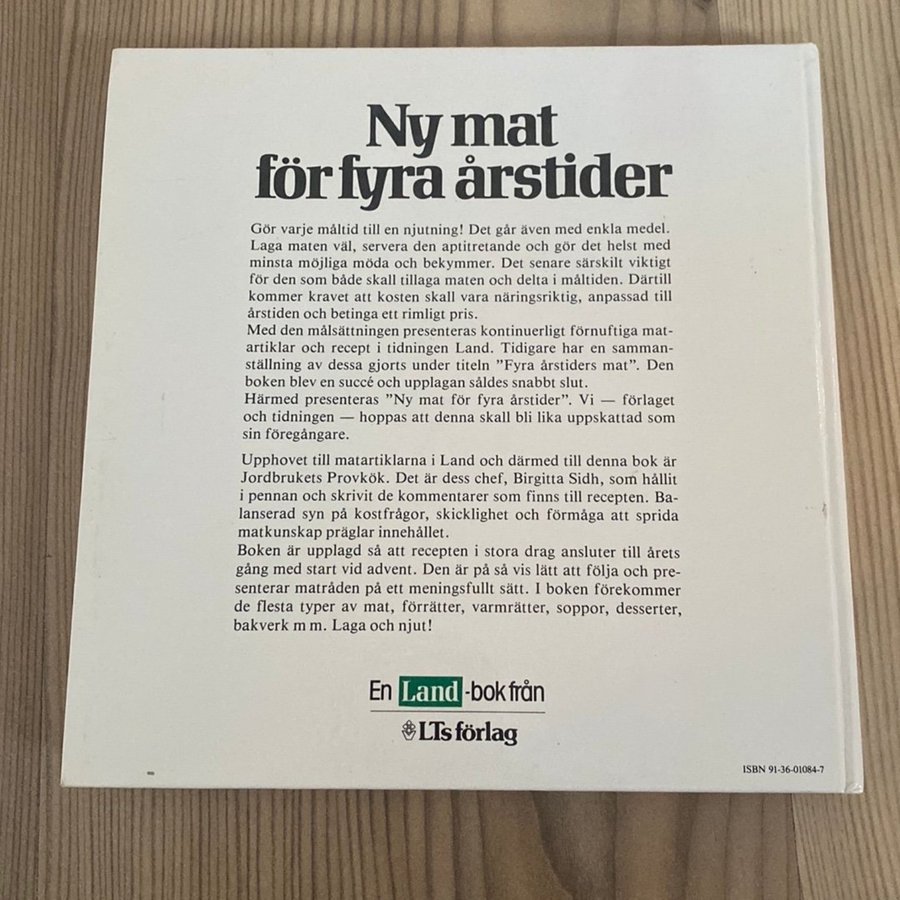 Ny mat
för fyra årstider
Gör varje måltid till en njutning! Det går även med enkla medel.
Laga maten väl, servera den aptitretande och gör det helst med
minsta möjliga möda och bekymmer. Det senare särskilt viktigt
för den som både skall tillaga maten och delta i måltiden. Därtill
kommer kravet att kosten skall vara näringsriktig, anpassad till
årstiden och betinga ett rimligt pris.
Med den målsättningen presenteras kontinuerligt förnuftiga mat-
artiklar och recept i tidningen Land. Tidigare har en samman-
ställning av dessa gjorts under titeln ”Fyra årstiders mat”. Den
boken blev en succé och upplagan såldes snabbt slut.
Härmed presenteras ”Ny mat för fyra årstider”. Vi — förlaget
och tidningen — hoppas att denna skall bli lika uppskattad som
sin föregångare.
Upphovet till matartiklarna i Land och därmed till denna bok är
Jordbrukets Provkök. Det är dess chef, Birgitta Sidh, som hållit
i pennan och skrivit de kommentarer som finns till recepten. Ba-
lanserad syn på kostfrågor, skicklighet och förmåga att sprida
matkunskap präglar innehållet.
Boken är upplagd så att recepten i stora drag ansluter till årets
gång med start vid advent. Den är på så vis lätt att följa och pre-
senterar matråden på ett meningsfullt sätt. I boken förekommer
de flesta typer av mat, förrätter, varmrätter, soppor, desserter,
bakverk m m. Laga och njut!
En Land-bok från
LTs förlag
ISBN 91-36-01084-7